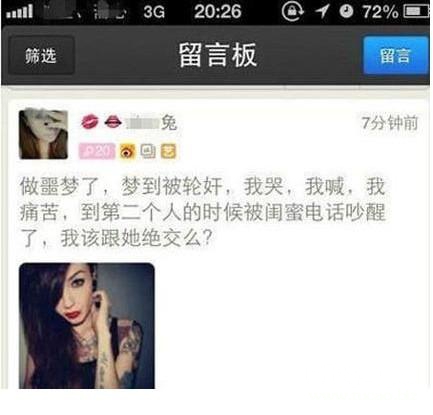 3G 20:26 72%
筛选 留言板 留言
兔 7分钟前
20 艺
做噩梦了，梦到被轮奸，我哭，我喊，我
痛苦，到第二个人的时候被闺蜜电话吵醒
了，我该跟她绝交么?